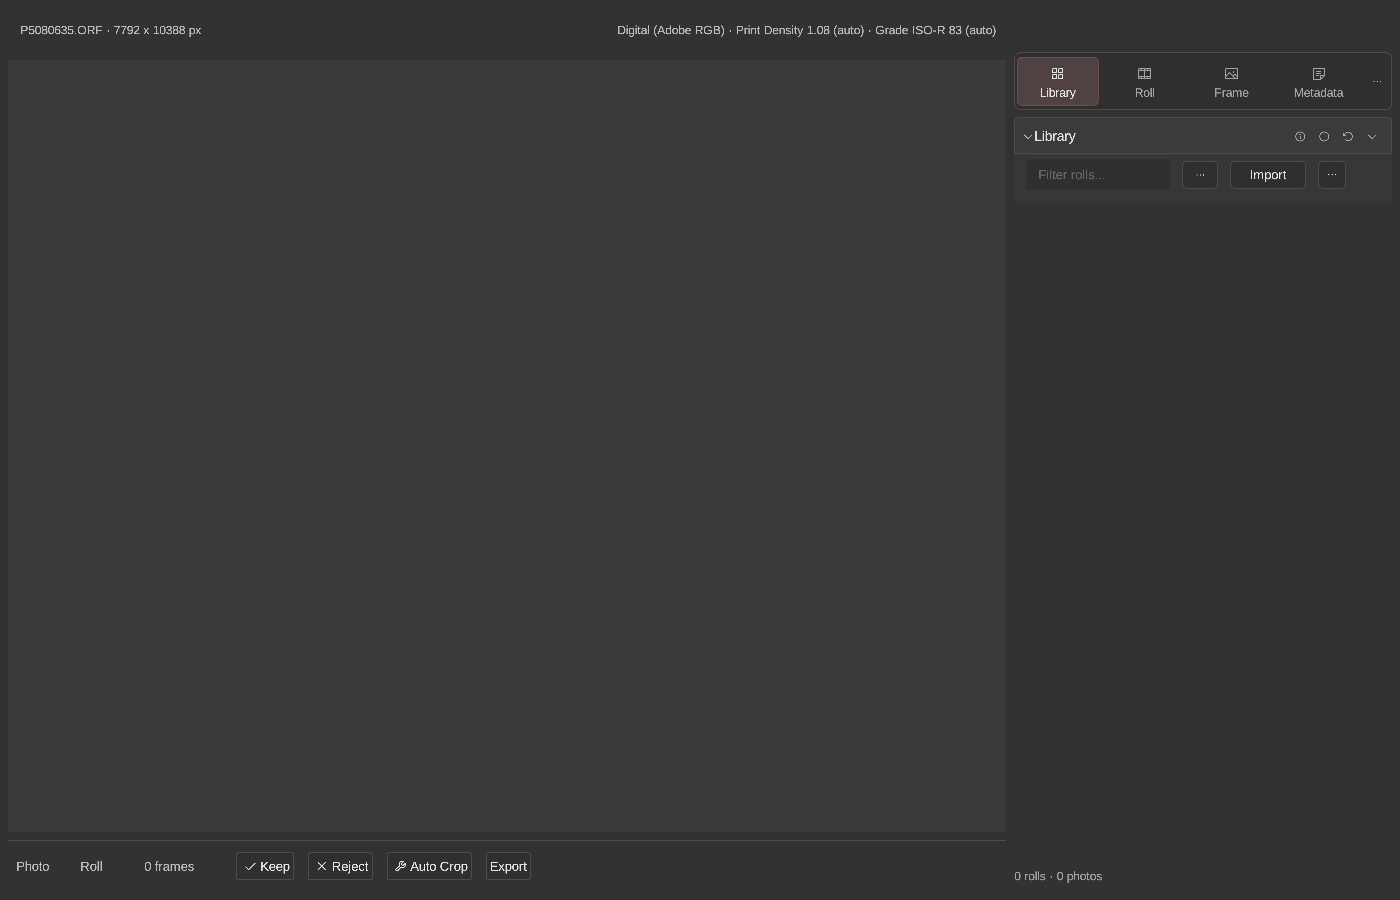 P5080635.ORF · 7792 x 10388 px
Digital (Adobe RGB) · Print Density 1.08 (auto) · Grade ISO-R 83 (auto)
Library
Roll
Frame
Metadata
...
Library
Filter rolls...
...
Import
...
Photo
Roll
0 frames
Keep
Reject
Auto Crop
Export
0 rolls · 0 photos